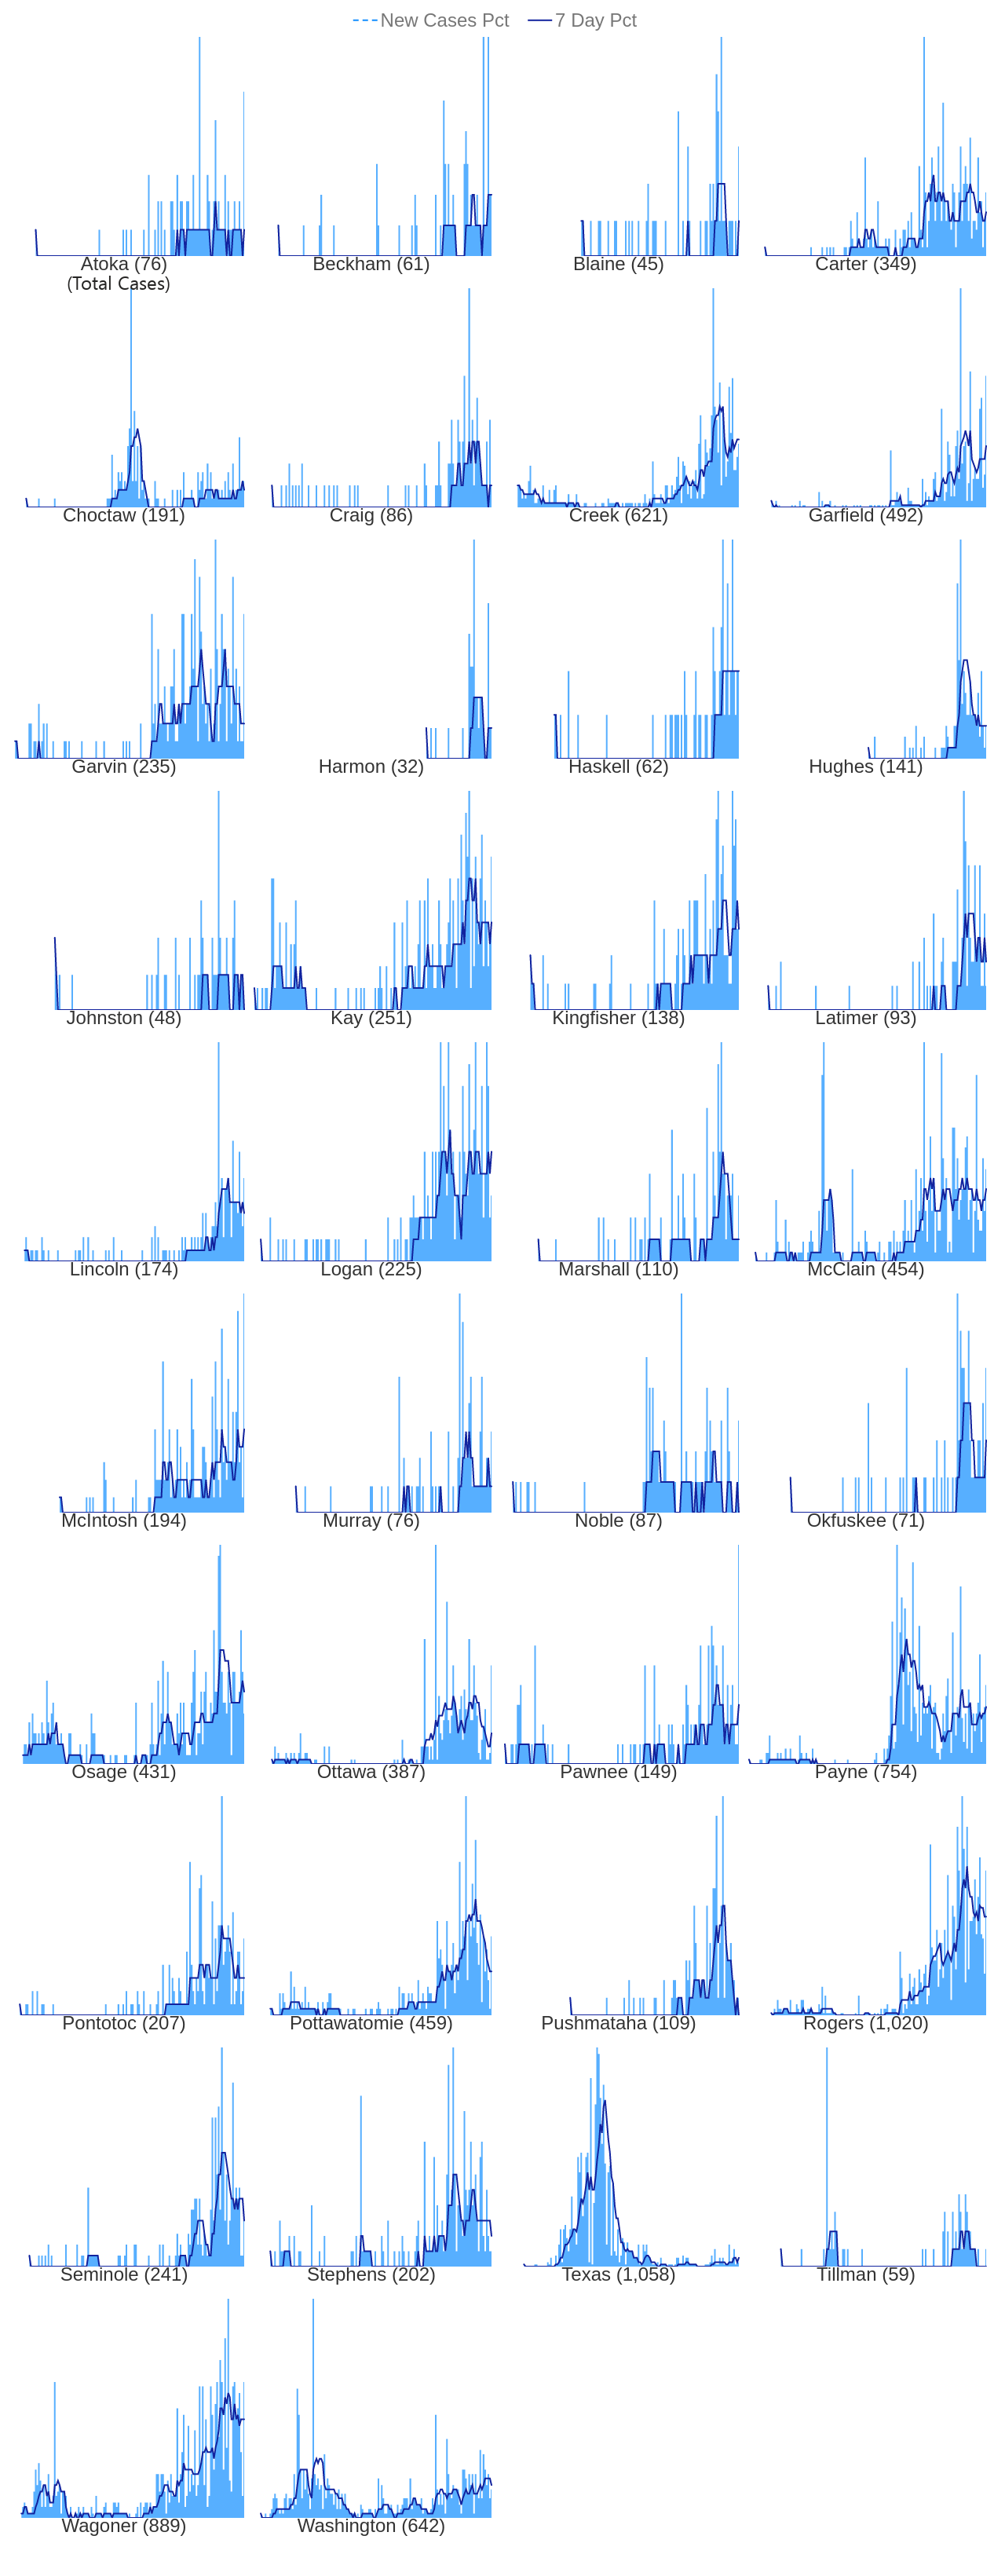 New Cases Pct 7 Day Pct
Atoka (76) Beckham (61) Blaine (45) Carter (349)
(Total Cases)
Choctaw (191) Craig (86) Creek (621) Garfield (492)
Garvin (235) Harmon (32) Haskell (62) Hughes (141)
Johnston (48) Kay (251) Kingfisher (138) Latimer (93)
Lincoln (174) Logan (225) Marshall (110) McClain (454)
McIntosh (194) Murray (76) Noble (87) Okfuskee (71)
Osage (431) Ottawa (387) Pawnee (149) Payne (754)
Pontotoc (207) Pottawatomie (459) Pushmataha (109) Rogers (1,020)
Seminole (241) Stephens (202) Texas (1,058) Tillman (59)
Wagoner (889) Washington (642)